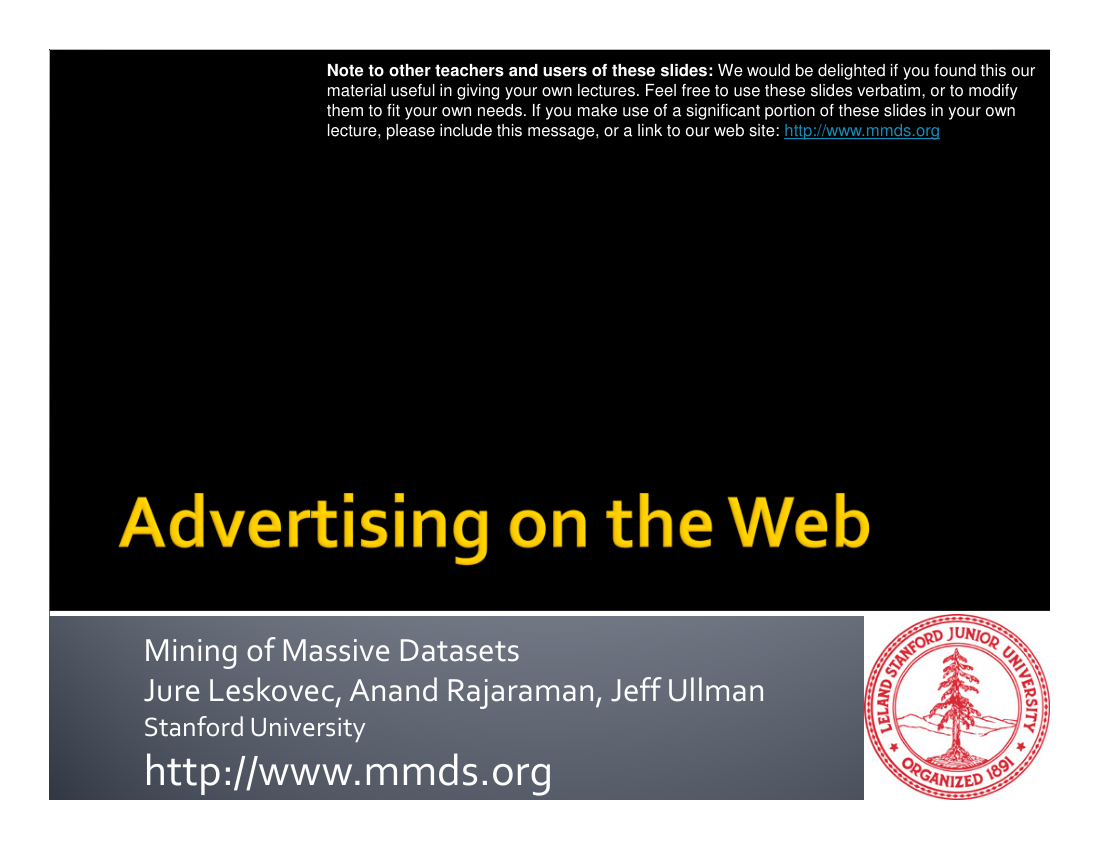 Note to other teachers and users of these slides: We would be delighted if you found this our
material useful in giving your own lectures. Feel free to use these slides verbatim, or to modify
them to fit your own needs. If you make use of a significant portion of these slides in your own
lecture, please include this message, or a link to our web site: http://www.mmds.org
Advertising on the Web
Mining of Massive Datasets
Jure Leskovec, Anand Rajaraman, Jeff Ullman
Stanford University
http://www.mmds.org
LELAND STANFORD JUNIOR UNIVERSITY
ORGANIZED 1891